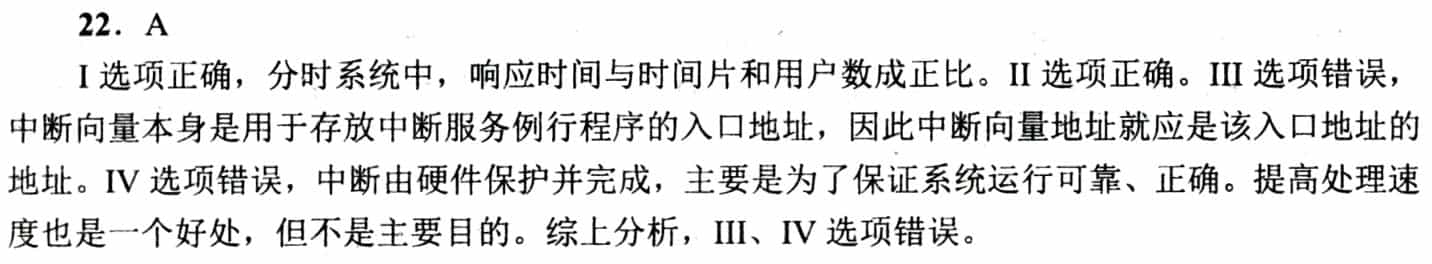 22. A
I 选项正确，分时系统中，响应时间与时间片和用户数成正比。II 选项正确。III 选项错误，
中断向量本身是用于存放中断服务例行程序的入口地址，因此中断向量地址就应是该入口地址的
地址。IV 选项错误，中断由硬件保护并完成，主要是为了保证系统运行可靠、正确。提高处理速
度也是一个好处，但不是主要目的。综上分析，III、IV 选项错误。